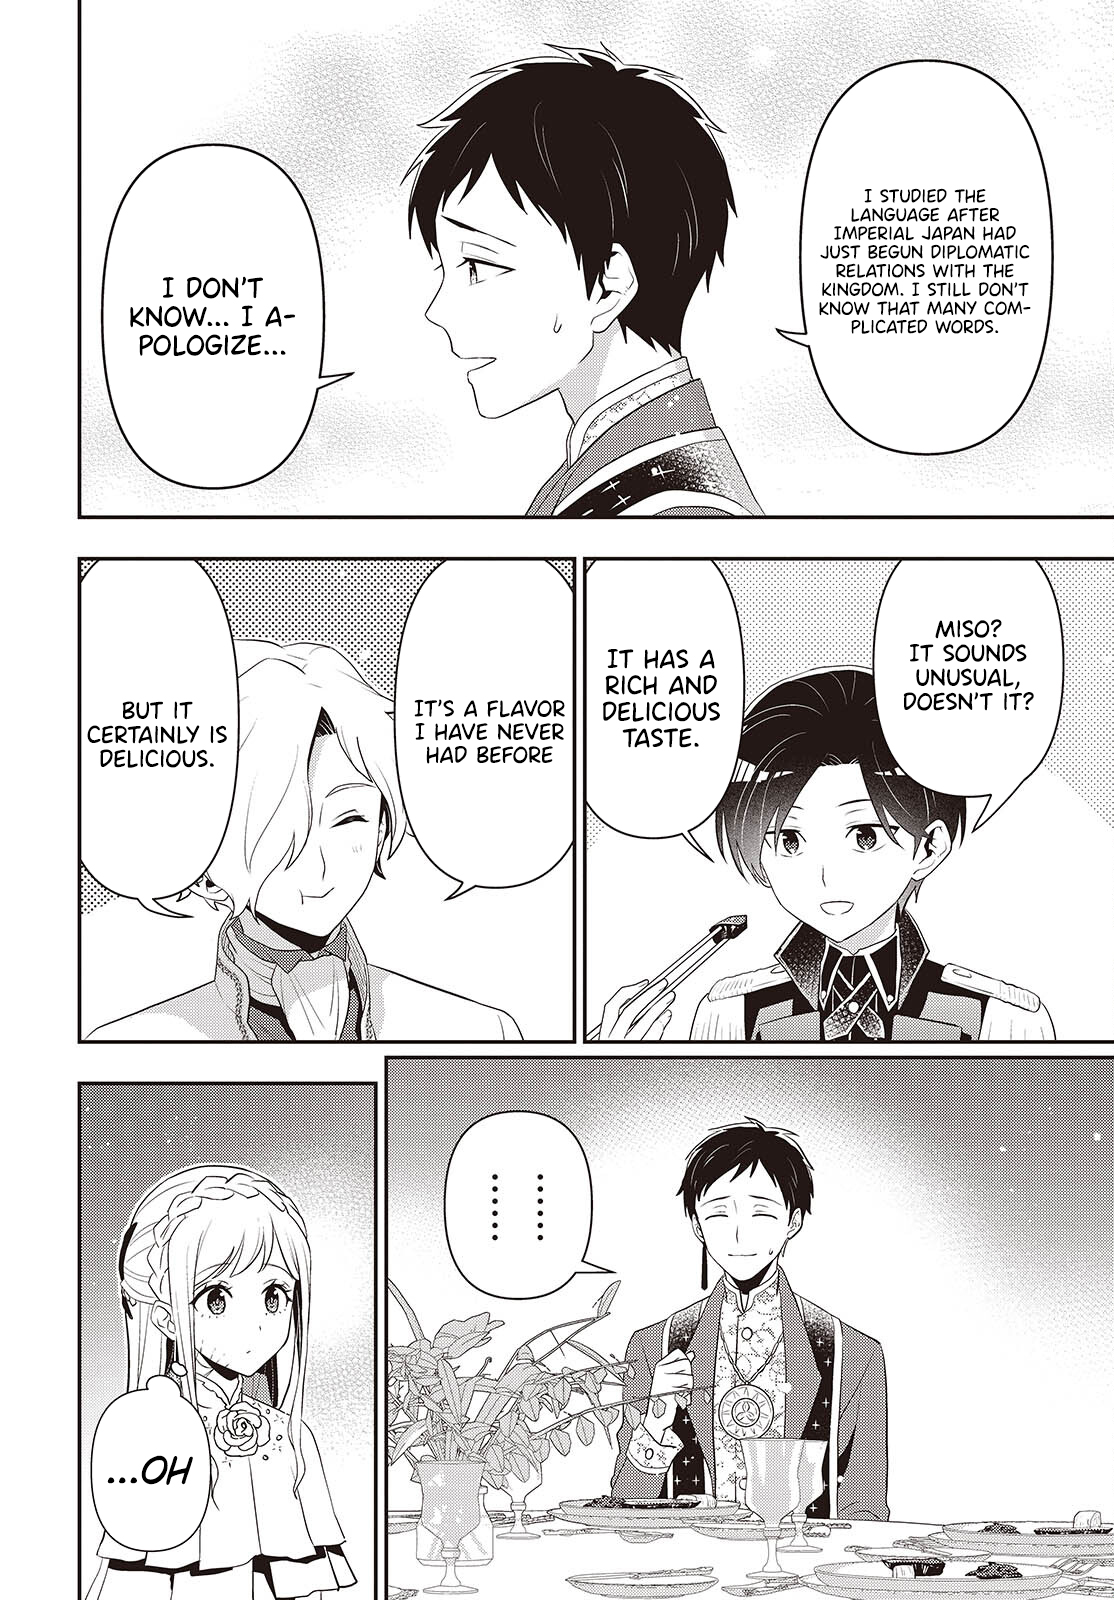 I STUDIED THE
LANGUAGE AFTER
IMPERIAL JAPAN HAD
JUST BEGUN DIPLOMATIC
RELATIONS WITH THE
KINGDOM. I STILL DON'T
KNOW THAT MANY COM-
PLICATED WORDS.
I DON'T
KNOW... I A-
POLOGIZE...
MISO?
IT SOUNDS
UNUSUAL,
DOESN'T IT?
IT HAS A
RICH AND
DELICIOUS
TASTE.
IT'S A FLAVOR
I HAVE NEVER
HAD BEFORE
BUT IT
CERTAINLY IS
DELICIOUS.
............
...OH